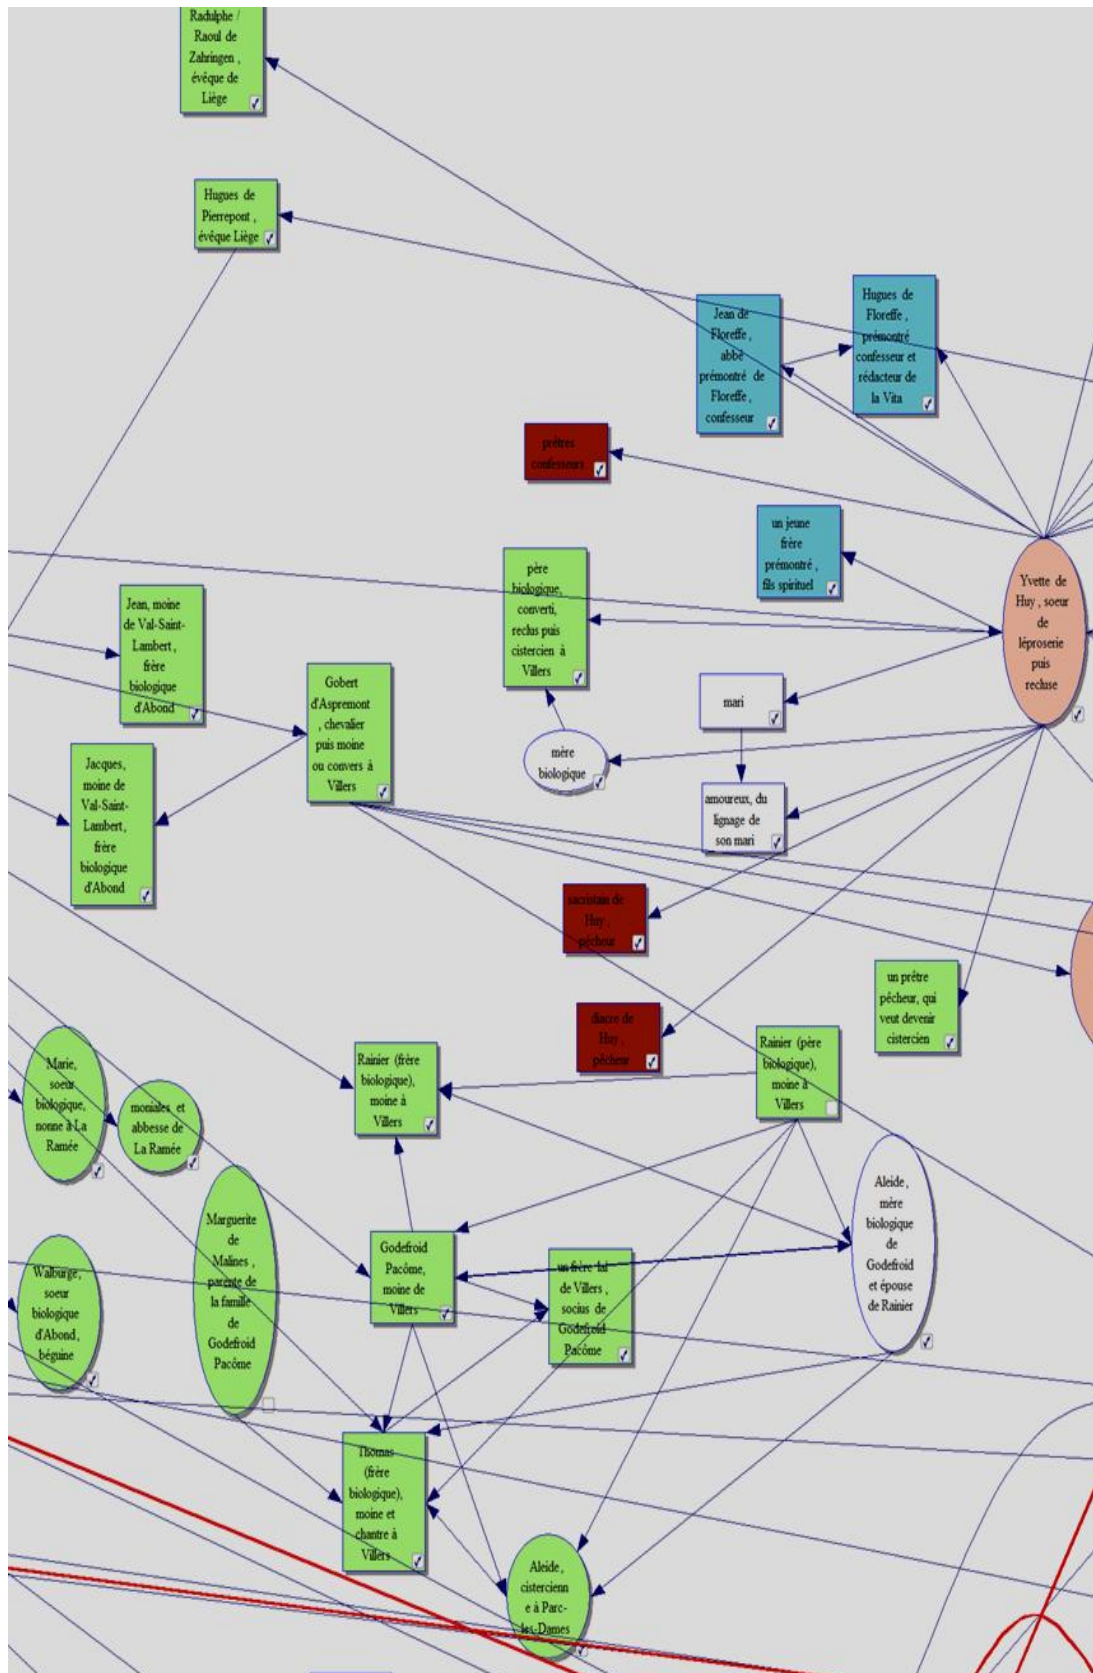 Radulphe /
Raoul de
Zahringen ,
évêque de
Liège
Hugues de
Pierrepont ,
évêque Liège
Jean de
Floreffe ,
abbé
prémontré de
Floreffe ,
confesseur
Hugues de
Floreffe ,
prémontré
confesseur et
rédacteur de
la Vita
prêtres
confesseurs
un jeune
frère
prémontré ,
fils spirituel
père
biologique,
converti,
reclus puis
cistercien à
Villers
Yvette de
Huy , soeur
de
léproserie
puis
recluse
Jean, moine
de Val-Saint-
Lambert ,
frère
biologique
d'Abond
Gobert
d'Aspremont
, chevalier
puis moine
ou convers à
Villers
mari
mère
biologique
Jacques,
moine de
Val-Saint-
Lambert,
frère
biologique
d'Abond
amoureux, du
lignage de
son mari
sacristain de
Huy ,
pécheur
un prêtre
pêcheur, qui
veut devenir
cistercien
diacre de
Huy ,
pécheur
Marie,
soeur
biologique,
nonne à La
Ramée
moniales et
abbesse de
La Ramée
Rainier (frère
biologique),
moine à
Villers
Rainier (père
biologique),
moine à
Villers
Aleide ,
mère
biologique
de
Godefroid
et épouse
de Rainier
Marguerite
de
Malines ,
parente de
la famille
de
Godefroid
Pacôme
Walburge,
soeur
biologique
d'Abond,
béguine
Godefroid
Pacôme,
moine de
Villers
un frère lai
de Villers ,
socius de
Godefroid
Pacôme
Thomas
(frère
biologique),
moine et
chantre à
Villers
Aleide ,
cistercienn
e à Parc-
les-Dames